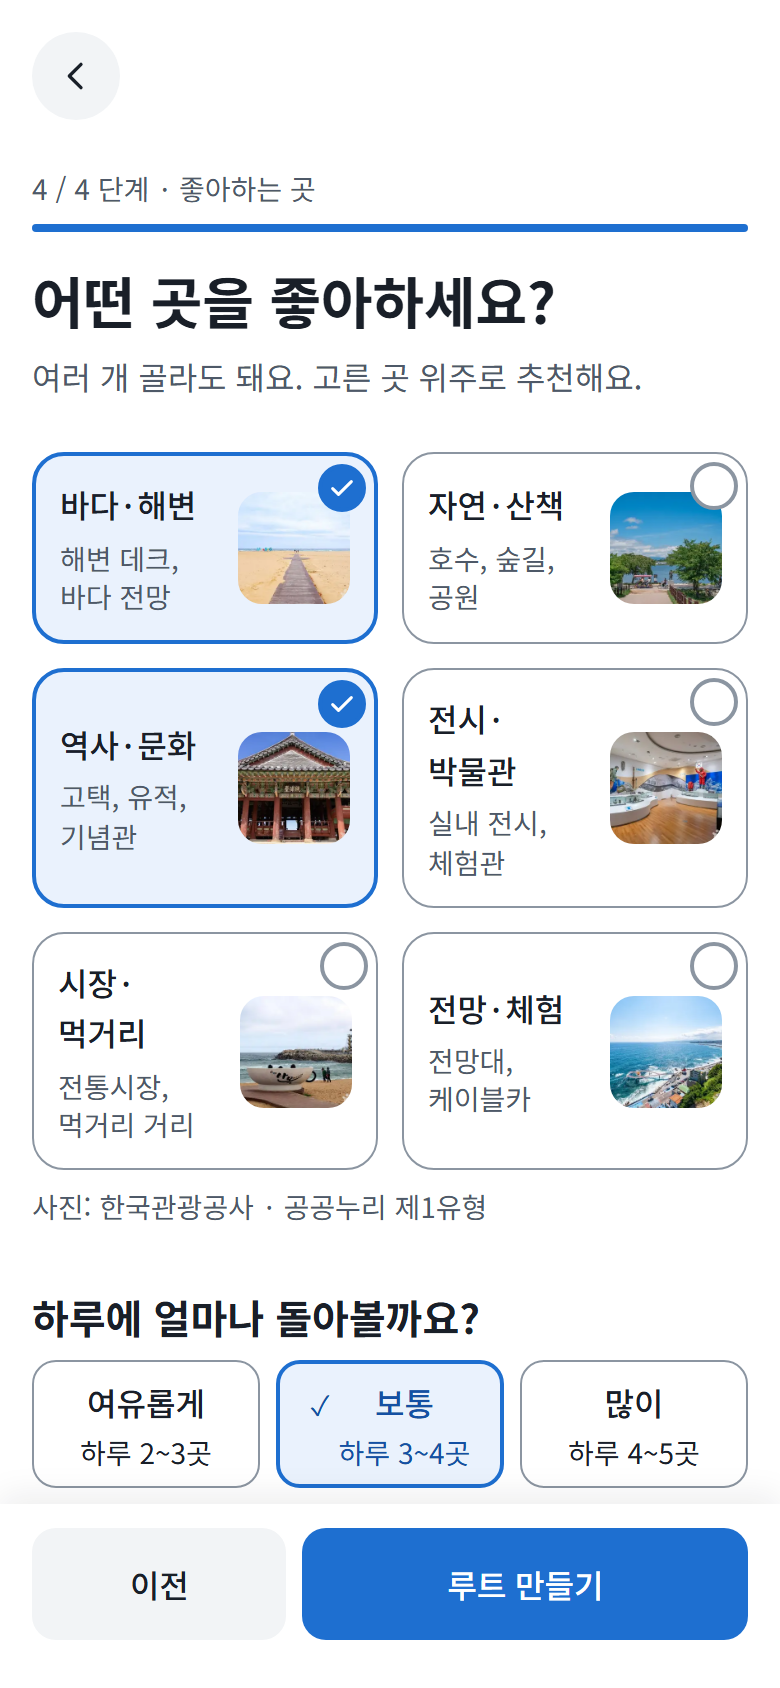 4 / 4 단계 · 좋아하는 곳
어떤 곳을 좋아하세요?
여러 개 골라도 돼요. 고른 곳 위주로 추천해요.
바다·해변
해변 데크,
바다 전망
자연·산책
호수, 숲길,
공원
역사·문화
고택, 유적,
기념관
전시·
박물관
실내 전시,
체험관
시장·
먹거리
전통시장,
먹거리 거리
전망·체험
전망대,
케이블카
사진: 한국관광공사 · 공공누리 제1유형
하루에 얼마나 돌아볼까요?
여유롭게
하루 2~3곳
✓ 보통
하루 3~4곳
많이
하루 4~5곳
이전
루트 만들기